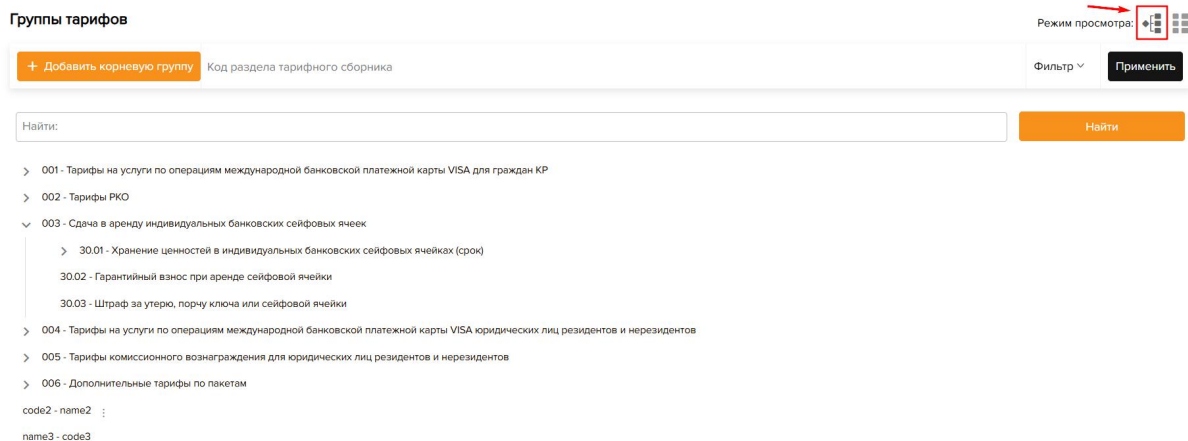 Группы тарифов
Режим просмотра:
+ Добавить корневую группу Код раздела тарифного сборника Фильтр Применить
Найти: Найти
001 - Тарифы на услуги по операциям международной банковской платежной карты VISA для граждан КР
002 - Тарифы РКО
003 - Сдача в аренду индивидуальных банковских сейфовых ячеек
30.01 - Хранение ценностей в индивидуальных банковских сейфовых ячейках (срок)
30.02 - Гарантийный взнос при аренде сейфовой ячейки
30.03 - Штраф за утерю, порчу ключа или сейфовой ячейки
004 - Тарифы на услуги по операциям международной банковской платежной карты VISA юридических лиц резидентов и нерезидентов
005 - Тарифы комиссионного вознаграждения для юридических лиц резидентов и нерезидентов
006 - Дополнительные тарифы по пакетам
code2 - name2
name3 - code3